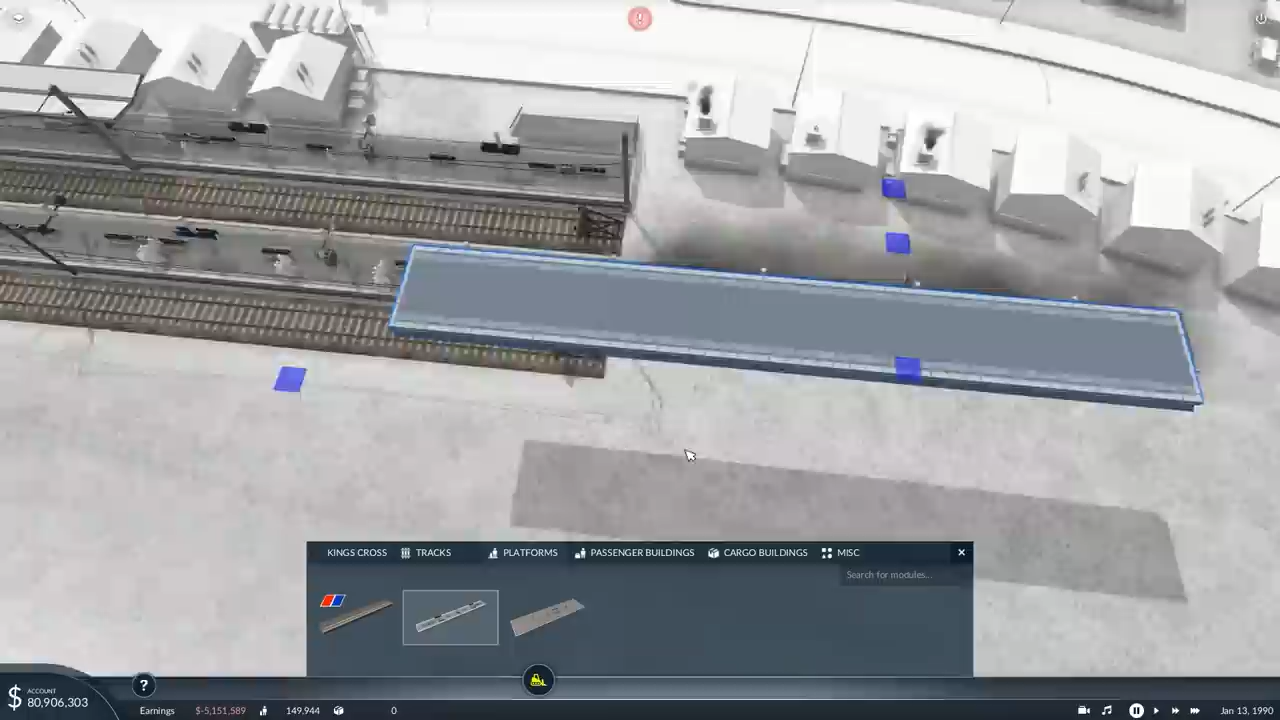 KINGS CROSS TRACKS PLATFORMS PASSENGER BUILDINGS CARGO BUILDINGS MISC ×
Search for modules...
?
$ ACCOUNT
80,906,303
Earnings $-5,151,589 149,944 0 Jan 13, 1990